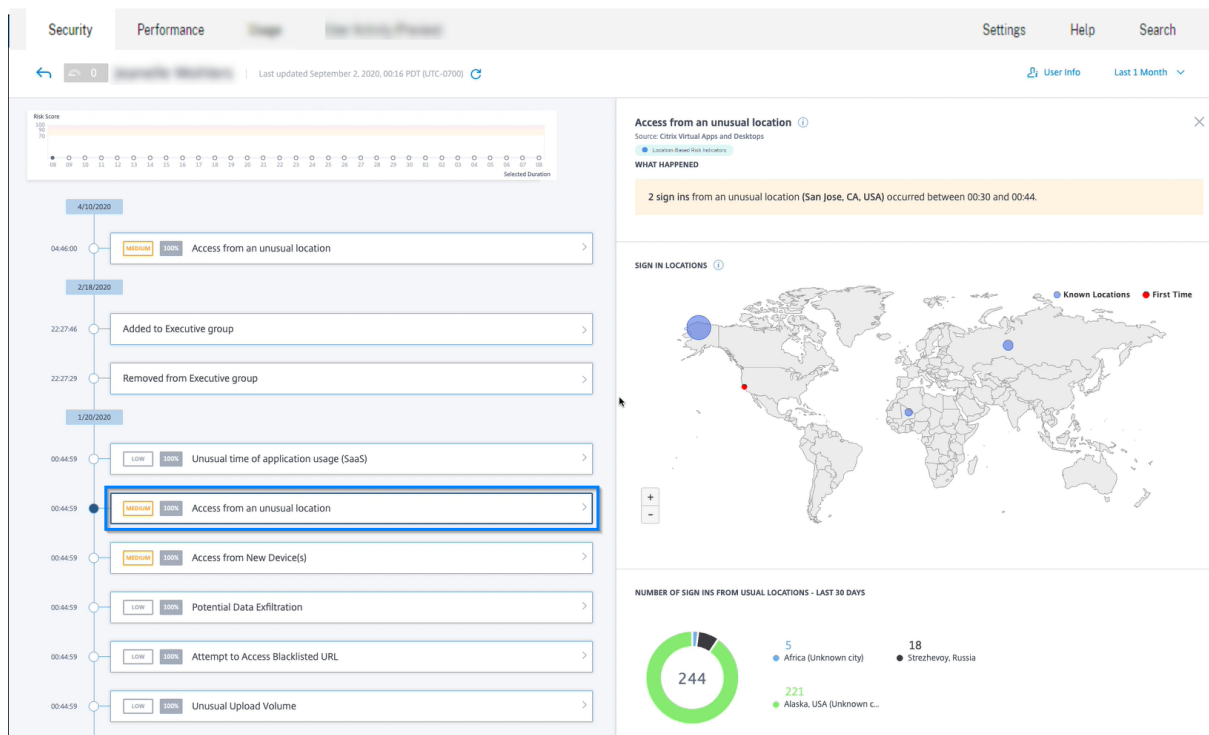 Security Performance Settings Help Search
0 Last updated September 2, 2020, 00:16 PDT (UTC-0700) User Info Last 1 Month
Risk Score
100
90
70
08 09 10 11 12 13 14 15 16 17 18 19 20 21 22 23 24 25 26 27 28 29 30 01 02 03 04 05 06 07 08
Selected Duration
4/10/2020
04:46:00 MEDIUM 100% Access from an unusual location
2/18/2020
22:27:46 Added to Executive group
22:27:29 Removed from Executive group
1/20/2020
00:44:59 LOW 100% Unusual time of application usage (SaaS)
00:44:59 MEDIUM 100% Access from an unusual location
00:44:59 MEDIUM 100% Access from New Device(s)
00:44:59 LOW 100% Potential Data Exfiltration
00:44:59 LOW 100% Attempt to Access Blacklisted URL
00:44:59 LOW 100% Unusual Upload Volume
Access from an unusual location
Source: Citrix Virtual Apps and Desktops
Location-Based Risk Indicators
WHAT HAPPENED
2 sign ins from an unusual location (San Jose, CA, USA) occurred between 00:30 and 00:44.
SIGN IN LOCATIONS
Known Locations First Time
+
-
NUMBER OF SIGN INS FROM USUAL LOCATIONS - LAST 30 DAYS
244
5
Africa (Unknown city)
18
Strezhevoy, Russia
221
Alaska, USA (Unknown c...